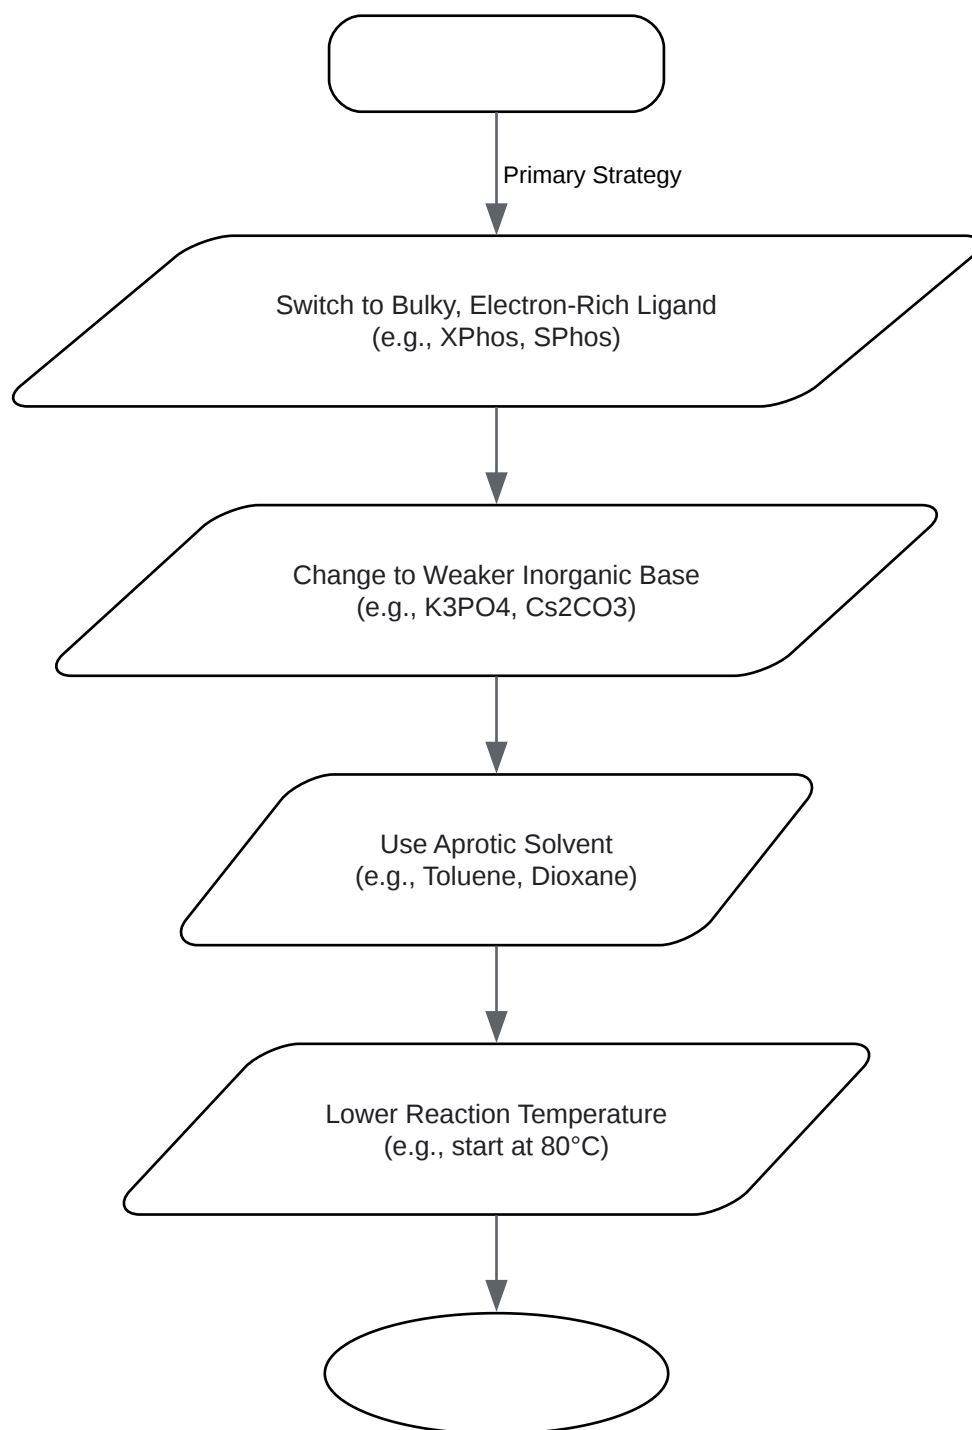 Primary Strategy
Switch to Bulky, Electron-Rich Ligand
(e.g., XPhos, SPhos)
Change to Weaker Inorganic Base
(e.g., K3PO4, Cs2CO3)
Use Aprotic Solvent
(e.g., Toluene, Dioxane)
Lower Reaction Temperature
(e.g., start at 80°C)